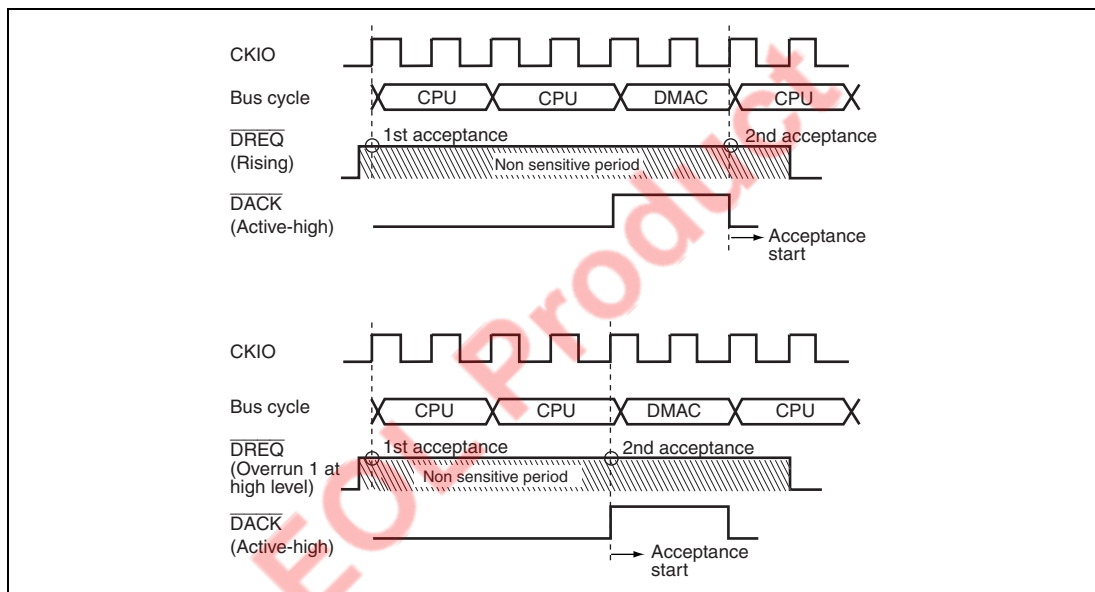 CKIO
Bus cycle CPU CPU DMAC CPU
DREQ
(Rising)
1st acceptance
2nd acceptance
Non sensitive period
DACK
(Active-high)
Acceptance
start
CKIO
Bus cycle CPU CPU DMAC CPU
DREQ
(Overrun 1 at
high level)
1st acceptance
2nd acceptance
Non sensitive period
DACK
(Active-high)
Acceptance
start
EOL Product